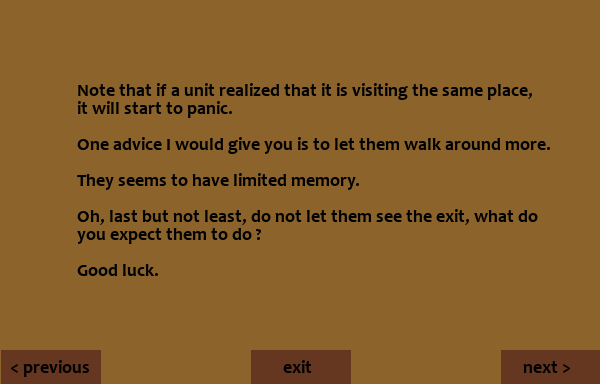 Note that if a unit realized that it is visiting the same place,
it will start to panic.
One advice I would give you is to let them walk around more.
They seems to have limited memory.
Oh, last but not least, do not let them see the exit, what do
you expect them to do ?
Good luck.
< previous
exit
next >